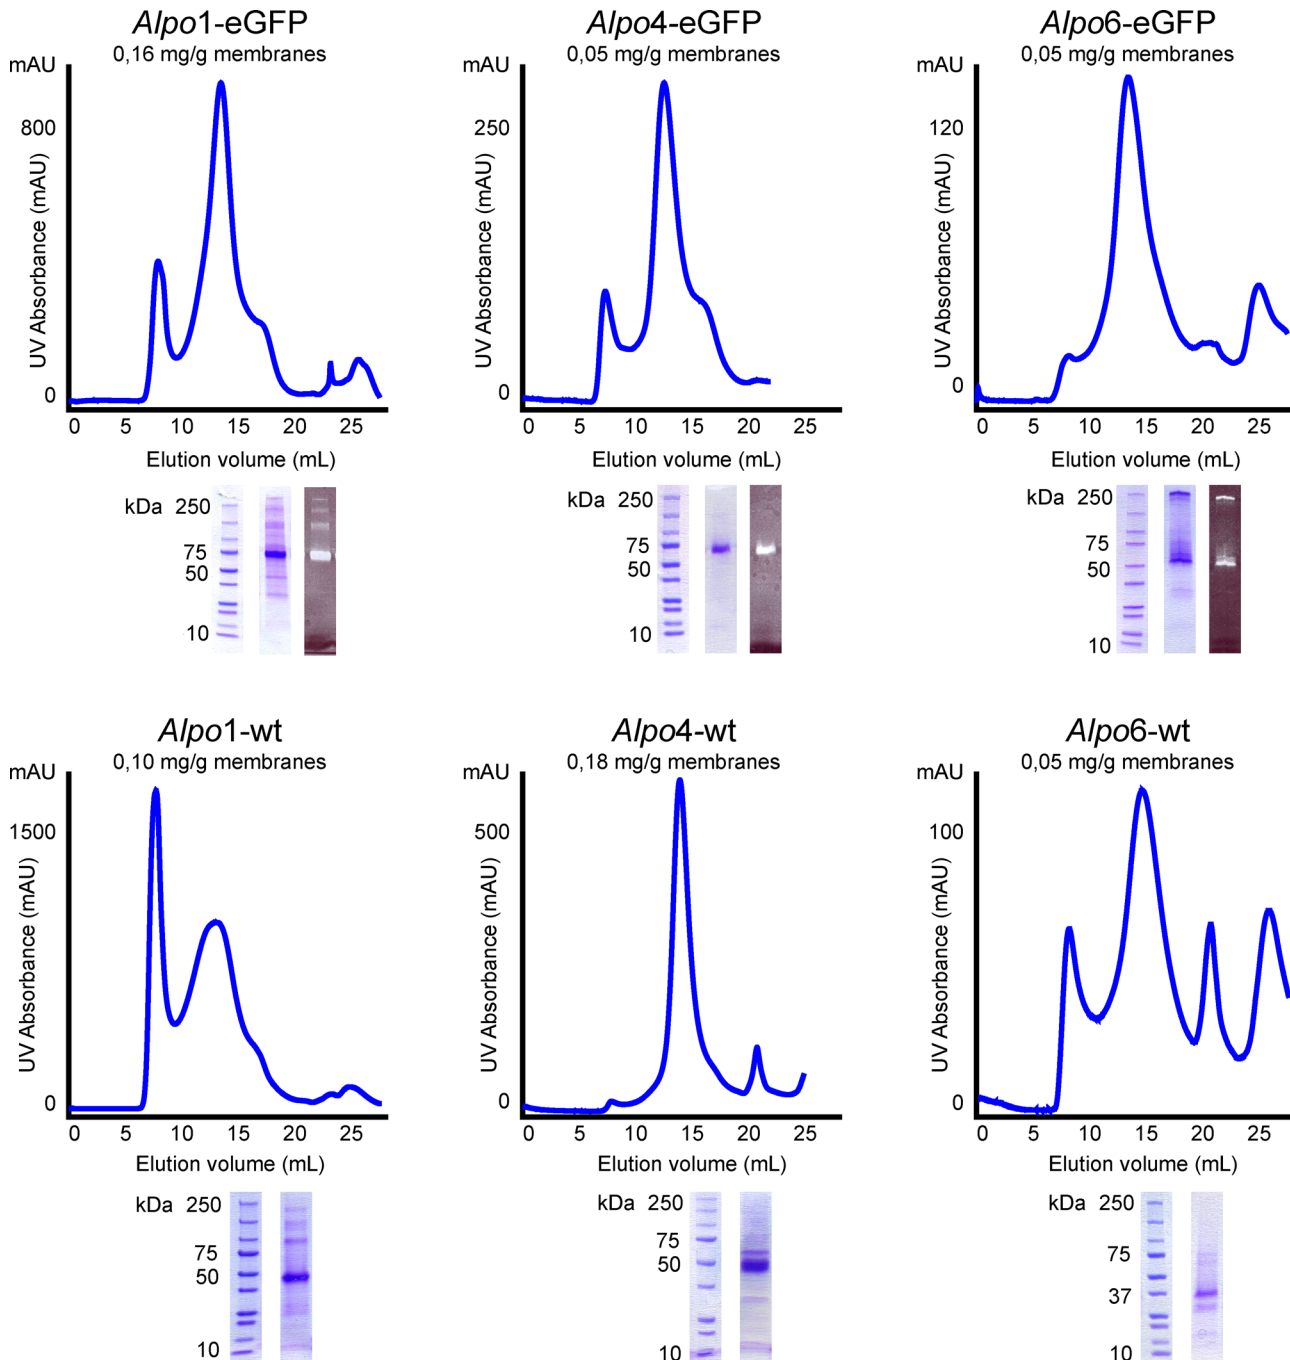 Alpo1-eGFP
0,16 mg/g membranes
mAU
800
UV Absorbance (mAU)
0
0 5 10 15 20 25
Elution volume (mL)
kDa 250
75
50
10
Alpo4-eGFP
0,05 mg/g membranes
mAU
250
UV Absorbance (mAU)
0
0 5 10 15 20 25
Elution volume (mL)
kDa 250
75
50
10
Alpo6-eGFP
0,05 mg/g membranes
mAU
120
UV Absorbance (mAU)
0
0 5 10 15 20 25
Elution volume (mL)
kDa 250
75
50
10
Alpo1-wt
0,10 mg/g membranes
mAU
1500
UV Absorbance (mAU)
0
0 5 10 15 20 25
Elution volume (mL)
kDa 250
75
50
10
Alpo4-wt
0,18 mg/g membranes
mAU
500
UV Absorbance (mAU)
0
0 5 10 15 20 25
Elution volume (mL)
kDa 250
75
50
10
Alpo6-wt
0,05 mg/g membranes
mAU
100
UV Absorbance (mAU)
0
0 5 10 15 20 25
Elution volume (mL)
kDa 250
75
37
10